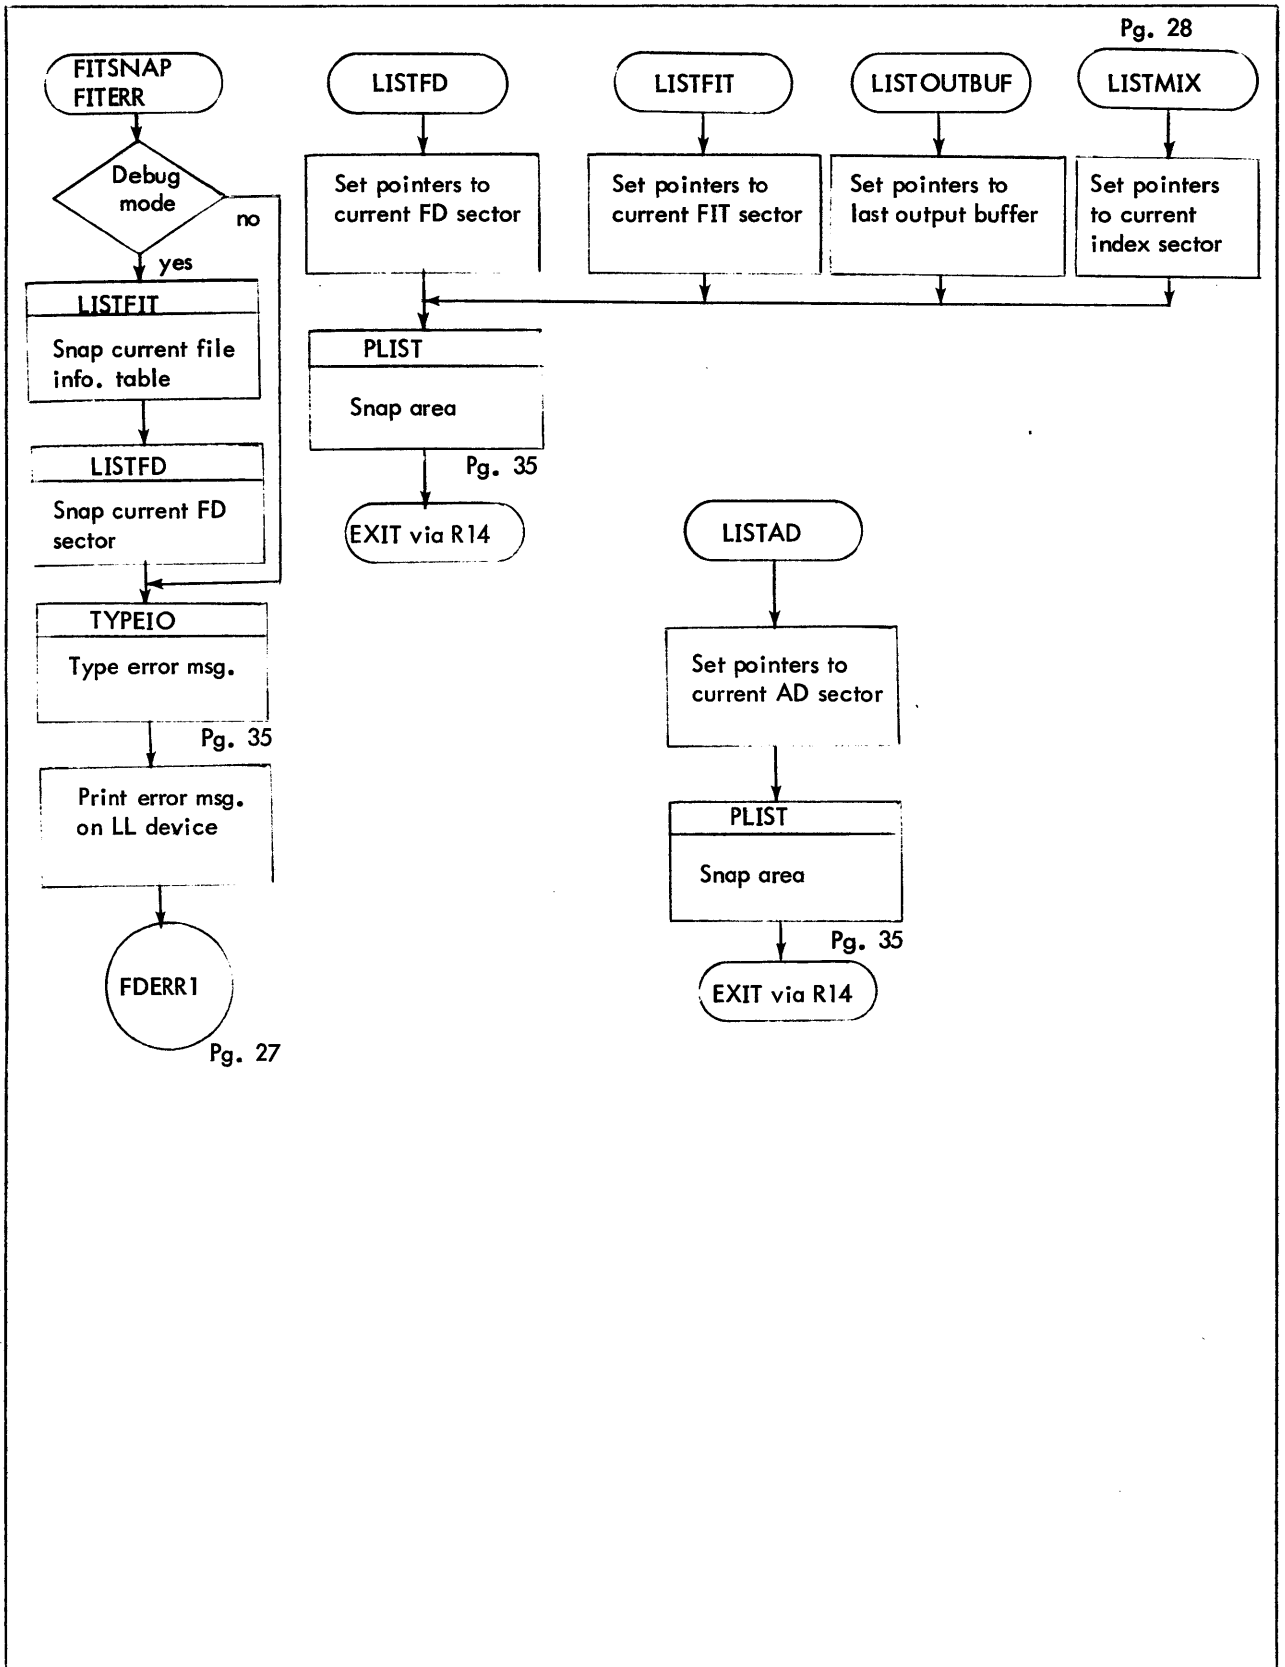 Pg. 28
FITSNAP
FITERR
Debug
mode
no
yes
LISTFIT
Snap current file
info. table
LISTFD
Snap current FD
sector
TYPEIO
Type error msg.
Pg. 35
Print error msg.
on LL device
FDERR1
Pg. 27
LISTFD
Set pointers to
current FD sector
LISTFIT
Set pointers to
current FIT sector
LISTOUTBUF
Set pointers to
last output buffer
LISTMIX
Set pointers
to current
index sector
PLIST
Snap area
Pg. 35
EXIT via R14
LISTAD
Set pointers to
current AD sector
PLIST
Snap area
Pg. 35
EXIT via R14